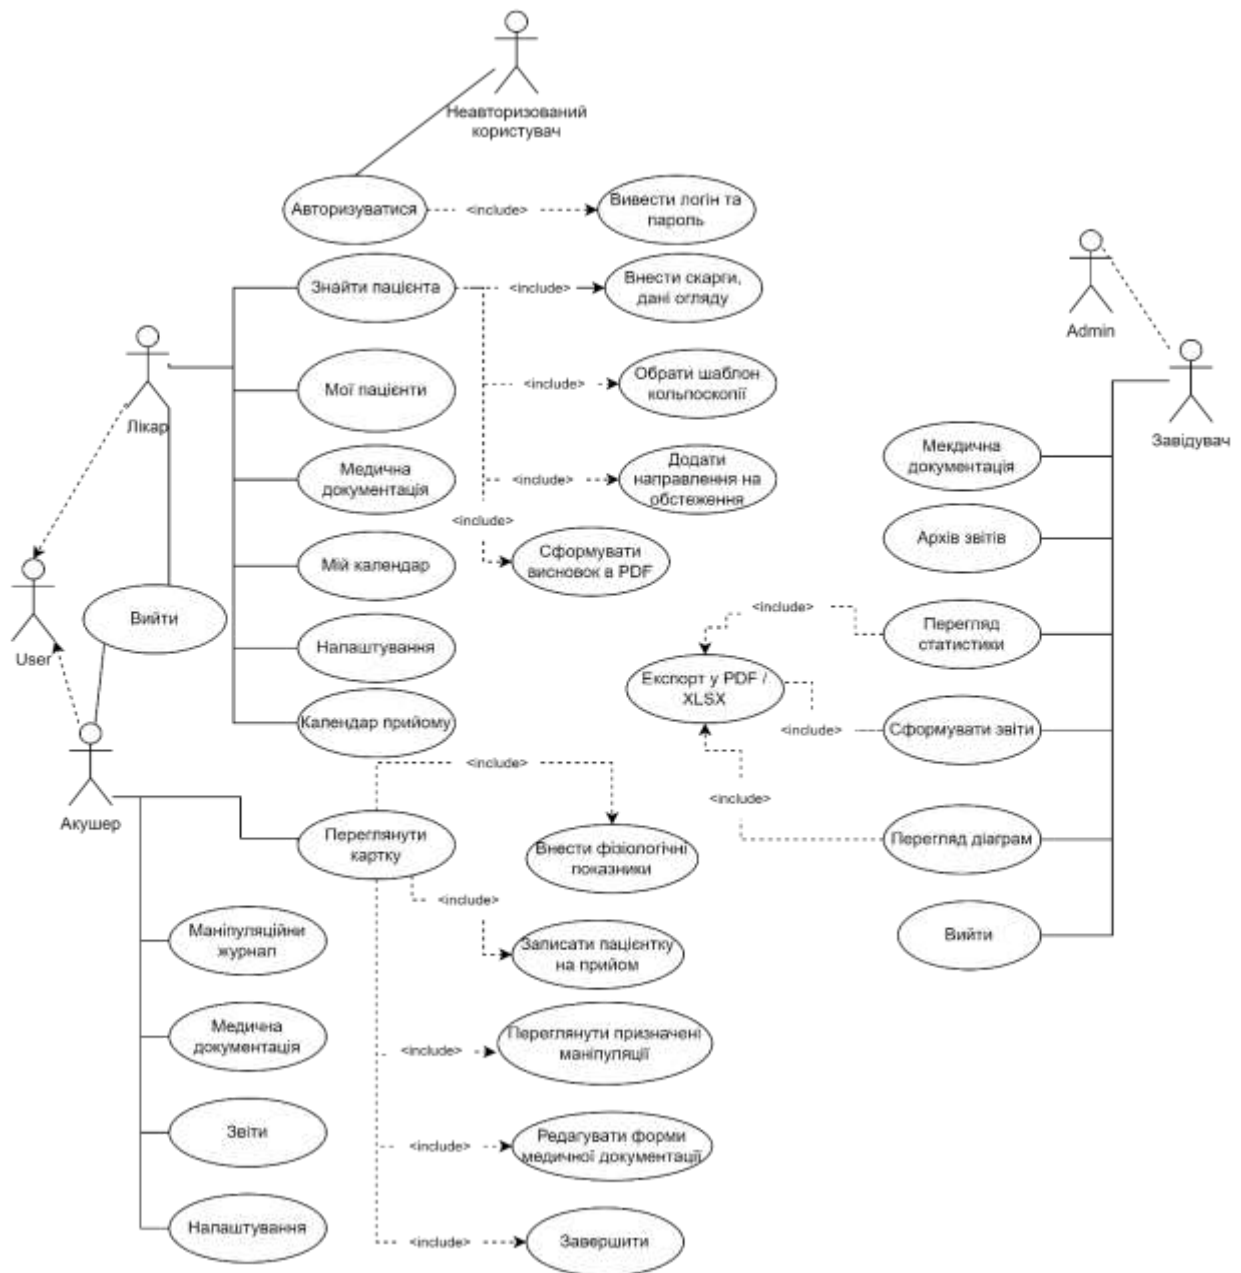 Неавторизований
користувач
Авторизуватися
<include>
Вивести логін та
пароль
Знайти пацієнта
<include>
Внести скарги,
дані огляду
Admin
Лікар
Мої пацієнти
<include>
Обрати шаблон
кольпоскопії
Завідувач
Медична
документація
<include>
Додати
направлення на
обстеження
Мекдична
документація
<include>
Мій календар
Сформувати
висновок в PDF
Архів звітів
User
Вийти
<include>
Перегляд
статистики
Налаштування
Експорт у PDF /
XLSX
Календар прийому
<include>
Сформувати звіти
<include>
<include>
Акушер
Переглянути
картку
Внести фізіологічні
показники
Перегляд діаграм
<include>
Маніпуляційни
журнал
Записати пацієнтку
на прийом
Вийти
Медична
документація
<include>
Переглянути призначені
маніпуляції
Звіти
<include>
Редагувати форми
медичної документації
Налаштування
<include>
Завершити